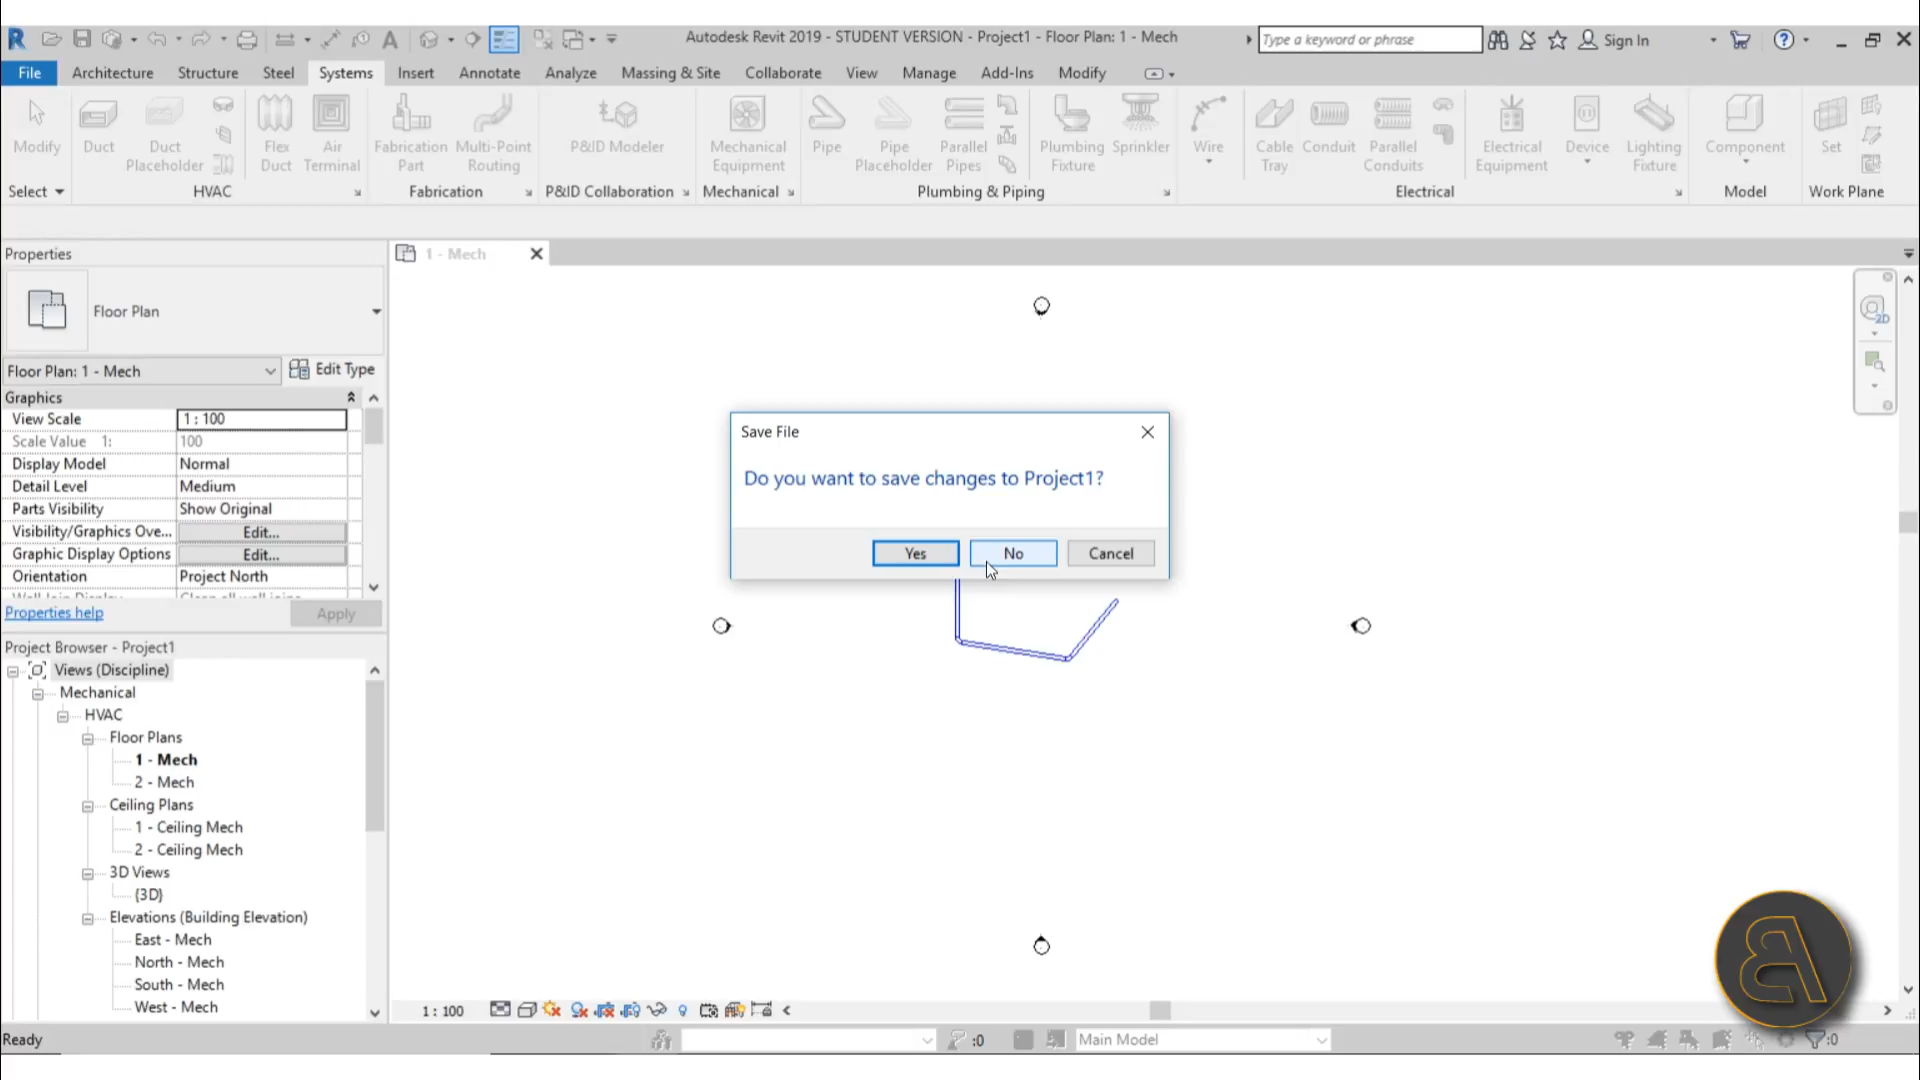 Autodesk Revit 2019 - STUDENT VERSION - Project1 - Floor Plan: 1 - Mech
Type a keyword or phrase
Sign In
File Architecture Structure Steel Systems Insert Annotate Analyze Massing & Site Collaborate View Manage Add-Ins Modify
Modify Duct Duct Placeholder Flex Duct Air Terminal Fabrication Part Multi-Point Routing P&ID Modeler Mechanical Equipment Pipe Pipe Placeholder Parallel Pipes Plumbing Fixture Sprinkler Wire Cable Tray Conduit Parallel Conduits Electrical Equipment Device Lighting Fixture Component Set
Select HVAC Fabrication P&ID Collaboration Mechanical Plumbing & Piping Electrical Model Work Plane
Properties
1 - Mech
Floor Plan
2D
Floor Plan: 1 - Mech Edit Type
Graphics
View Scale 1 : 100
Scale Value 1: 100
Display Model Normal
Detail Level Medium
Parts Visibility Show Original
Visibility/Graphics Ove... Edit...
Graphic Display Options Edit...
Orientation Project North
Properties help Apply
Save File
Do you want to save changes to Project1?
Yes No Cancel
Project Browser - Project1
Views (Discipline)
Mechanical
HVAC
Floor Plans
1 - Mech
2 - Mech
Ceiling Plans
1 - Ceiling Mech
2 - Ceiling Mech
3D Views
{3D}
Elevations (Building Elevation)
East - Mech
North - Mech
South - Mech
West - Mech
1 : 100
Ready
:0
Main Model
:0